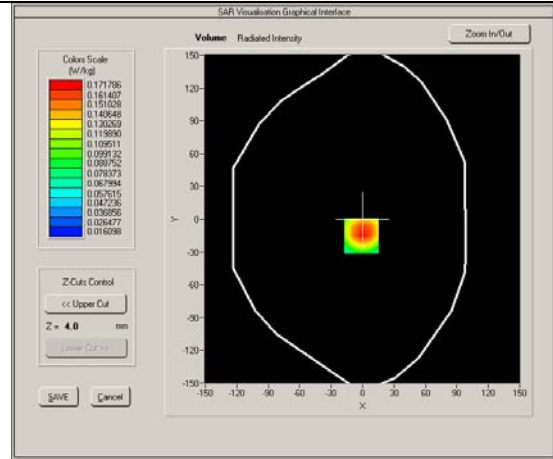 SAR Visualisation Graphical Interface
Volume Radiated Intensity
Zoom In/Out
Colors Scale
(W/kg)
0.171786
0.161407
0.151028
0.140648
0.130269
0.119890
0.109511
0.099132
0.088752
0.078373
0.067994
0.057615
0.047236
0.036856
0.026477
0.016098
Z-Cuts Control
<< Upper Cut
Z = 4.0 mm
Lower Cut >>
SAVE Cancel
150
120
90
60
30
0
-30
-60
-90
-120
-150
Y
-150 -120 -90 -60 -30 0 30 60 90 120 150
X